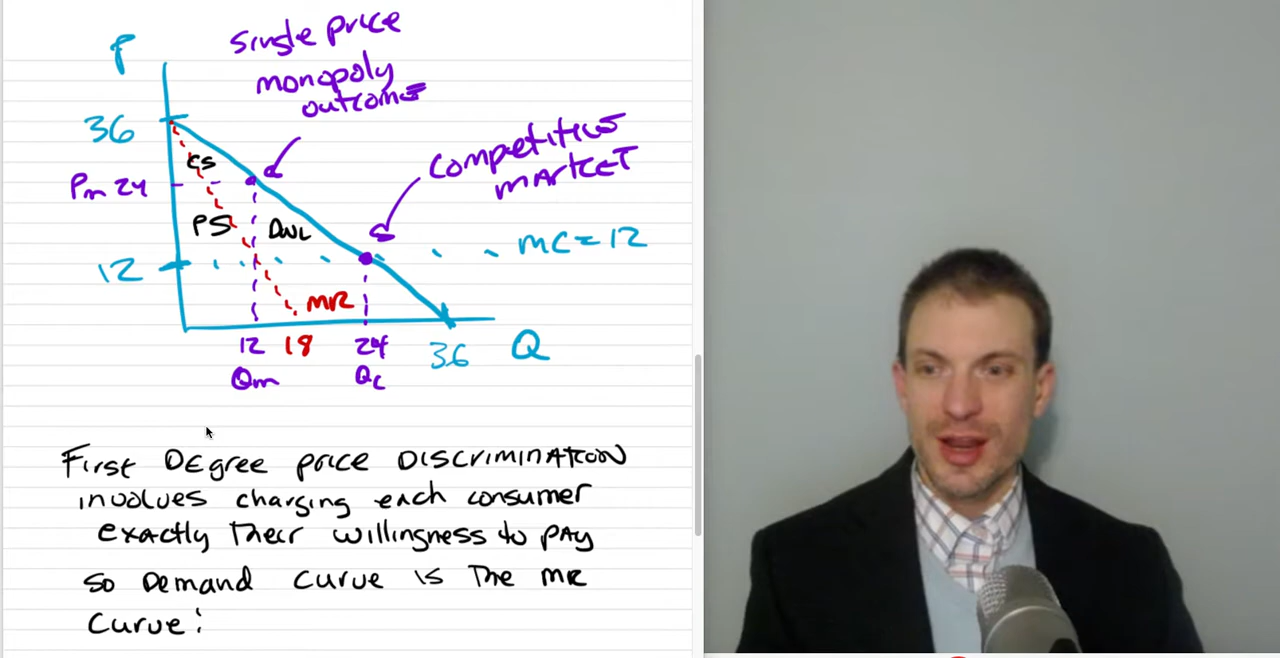 Single price
monopoly
outcome
P
36
Competitive
market
CS
Pm 24
PS
DWL
MC = 12
12
MR
12 18 24 36 Q
Qm Qc
First Degree price Discrimination
involves charging each consumer
exactly their willingness to pay
so Demand curve is the MR
Curve: